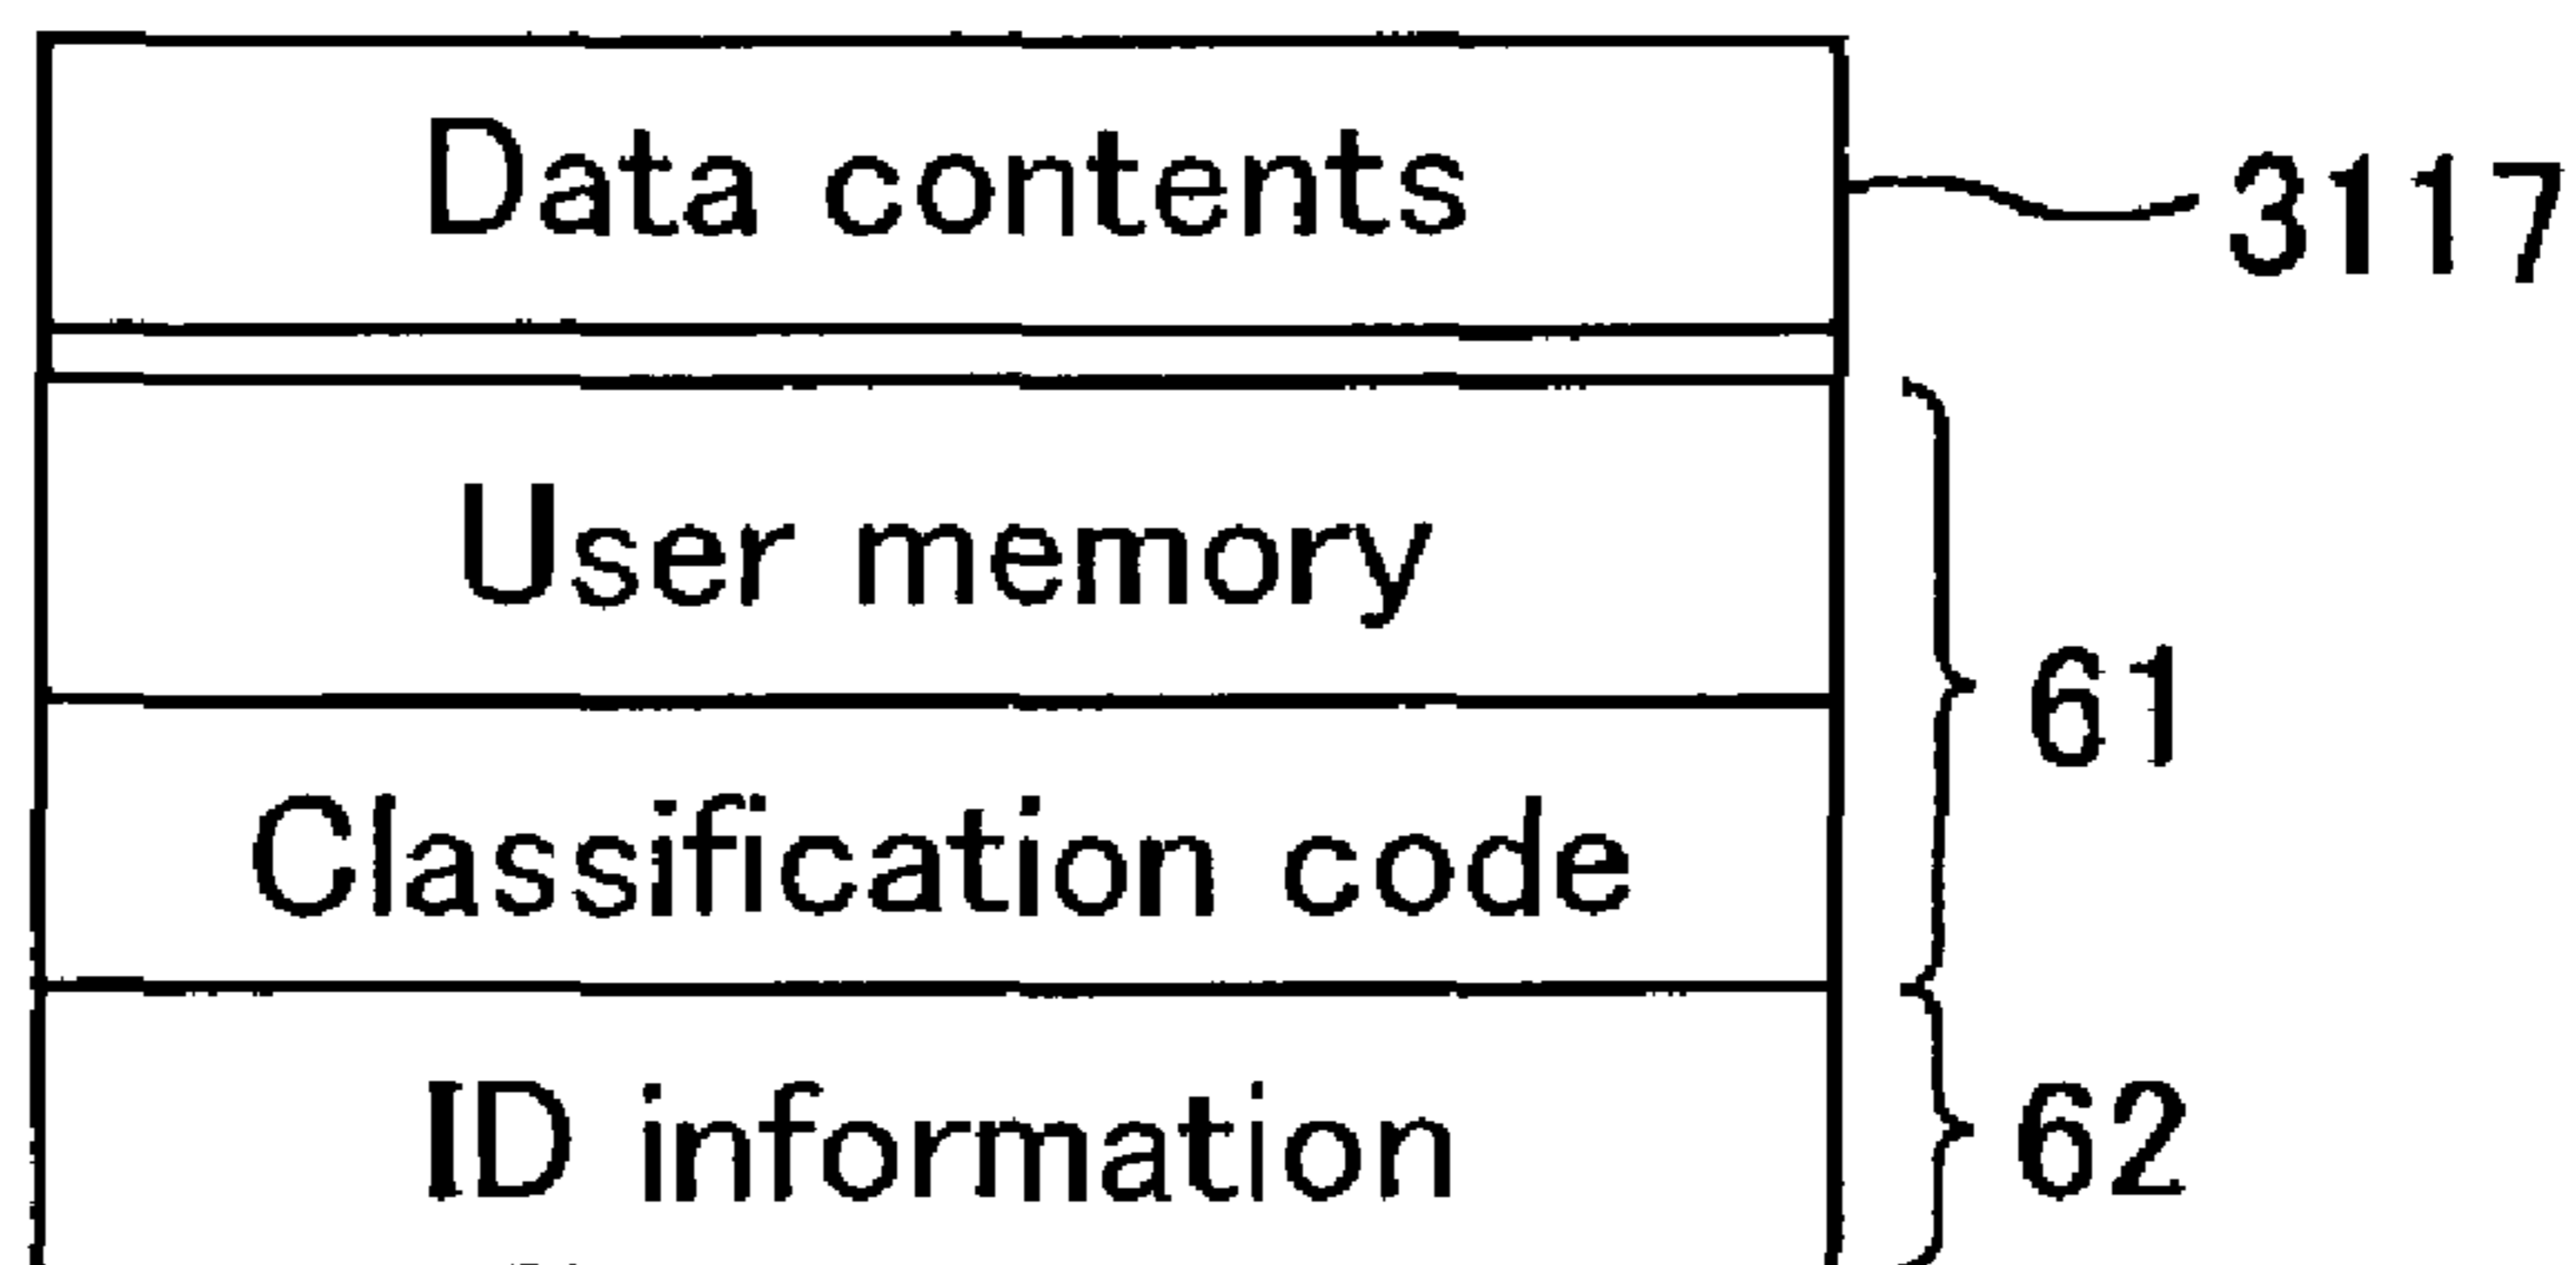 Data contents 3117
User memory
61
Classification code
ID information 62